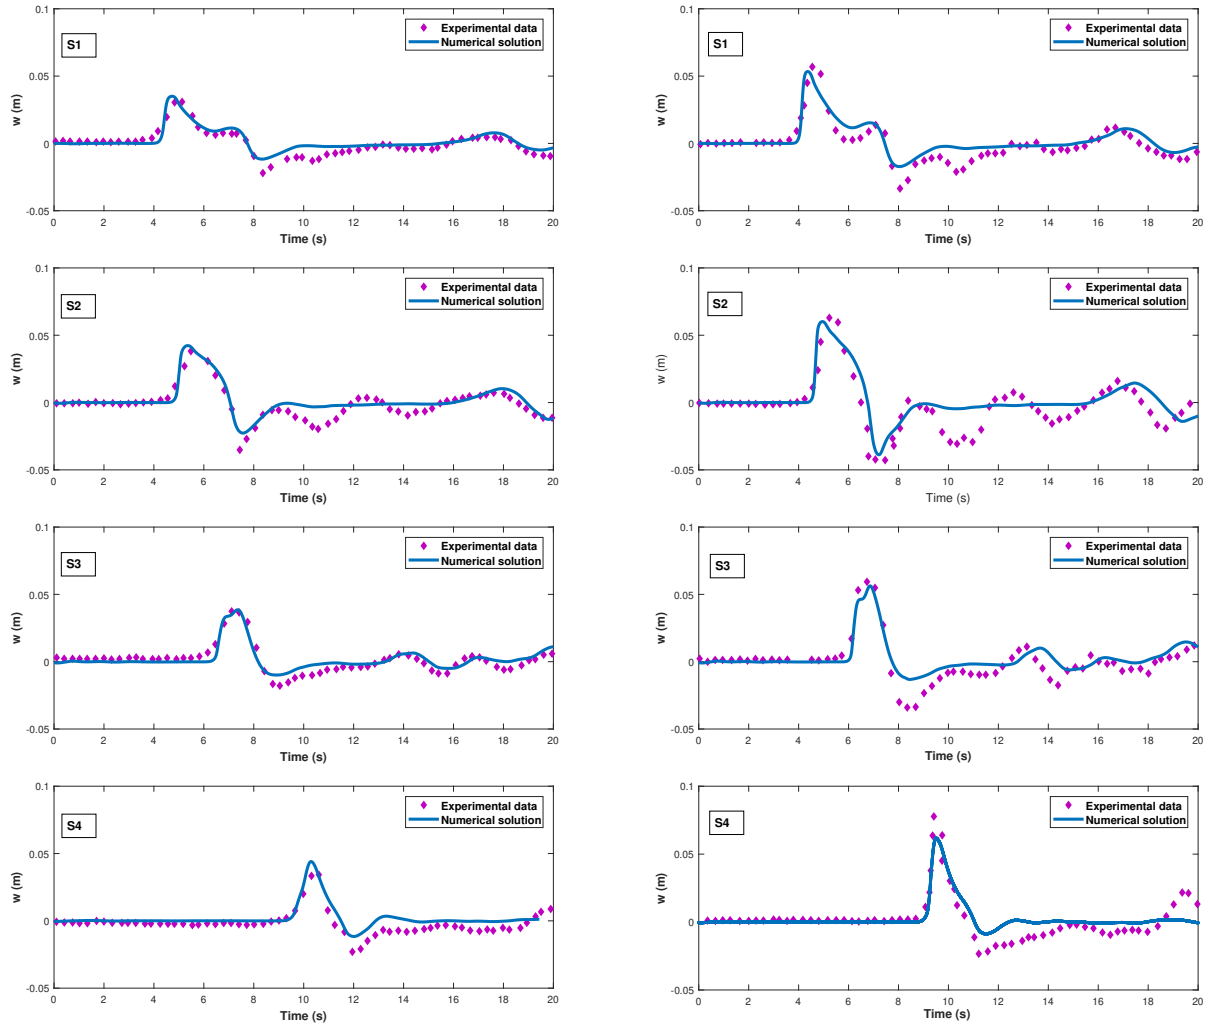 0.1
0.05
0
-0.05
w (m)
S1
Experimental data
Numerical solution
0 2 4 6 8 10 12 14 16 18 20
Time (s)
0.1
0.05
0
-0.05
w (m)
S1
Experimental data
Numerical solution
0 2 4 6 8 10 12 14 16 18 20
Time (s)
0.1
0.05
0
-0.05
w (m)
S2
Experimental data
Numerical solution
0 2 4 6 8 10 12 14 16 18 20
Time (s)
0.1
0.05
0
-0.05
w (m)
S2
Experimental data
Numerical solution
0 2 4 6 8 10 12 14 16 18 20
Time (s)
0.1
0.05
0
-0.05
w (m)
S3
Experimental data
Numerical solution
0 2 4 6 8 10 12 14 16 18 20
Time (s)
0.1
0.05
0
-0.05
w (m)
S3
Experimental data
Numerical solution
0 2 4 6 8 10 12 14 16 18 20
Time (s)
0.1
0.05
0
-0.05
w (m)
S4
Experimental data
Numerical solution
0 2 4 6 8 10 12 14 16 18 20
Time (s)
0.1
0.05
0
-0.05
w (m)
S4
Experimental data
Numerical solution
0 2 4 6 8 10 12 14 16 18 20
Time (s)